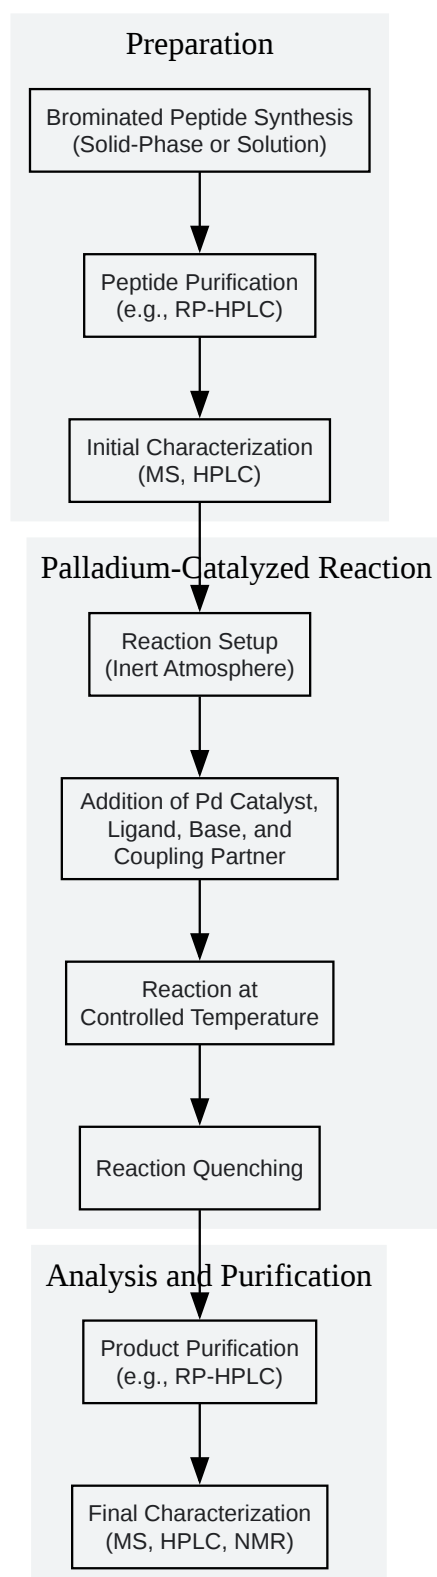 Preparation
Brominated Peptide Synthesis
(Solid-Phase or Solution)
Peptide Purification
(e.g., RP-HPLC)
Initial Characterization
(MS, HPLC)
Palladium-Catalyzed Reaction
Reaction Setup
(Inert Atmosphere)
Addition of Pd Catalyst,
Ligand, Base, and
Coupling Partner
Reaction at
Controlled Temperature
Reaction Quenching
Analysis and Purification
Product Purification
(e.g., RP-HPLC)
Final Characterization
(MS, HPLC, NMR)